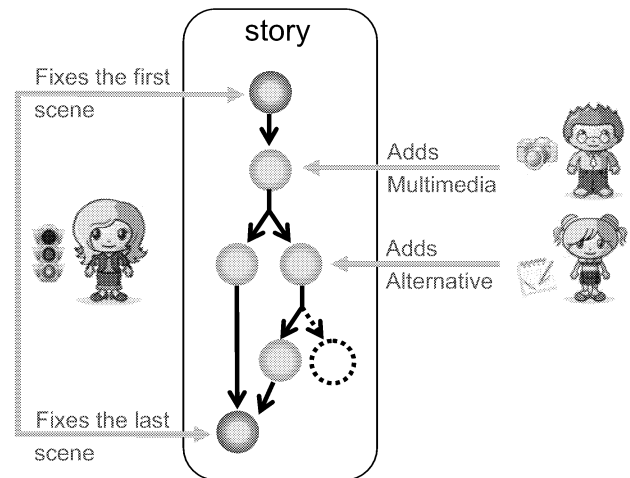 story
Fixes the first
scene
Adds
Multimedia
Adds
Alternative
Fixes the last
scene